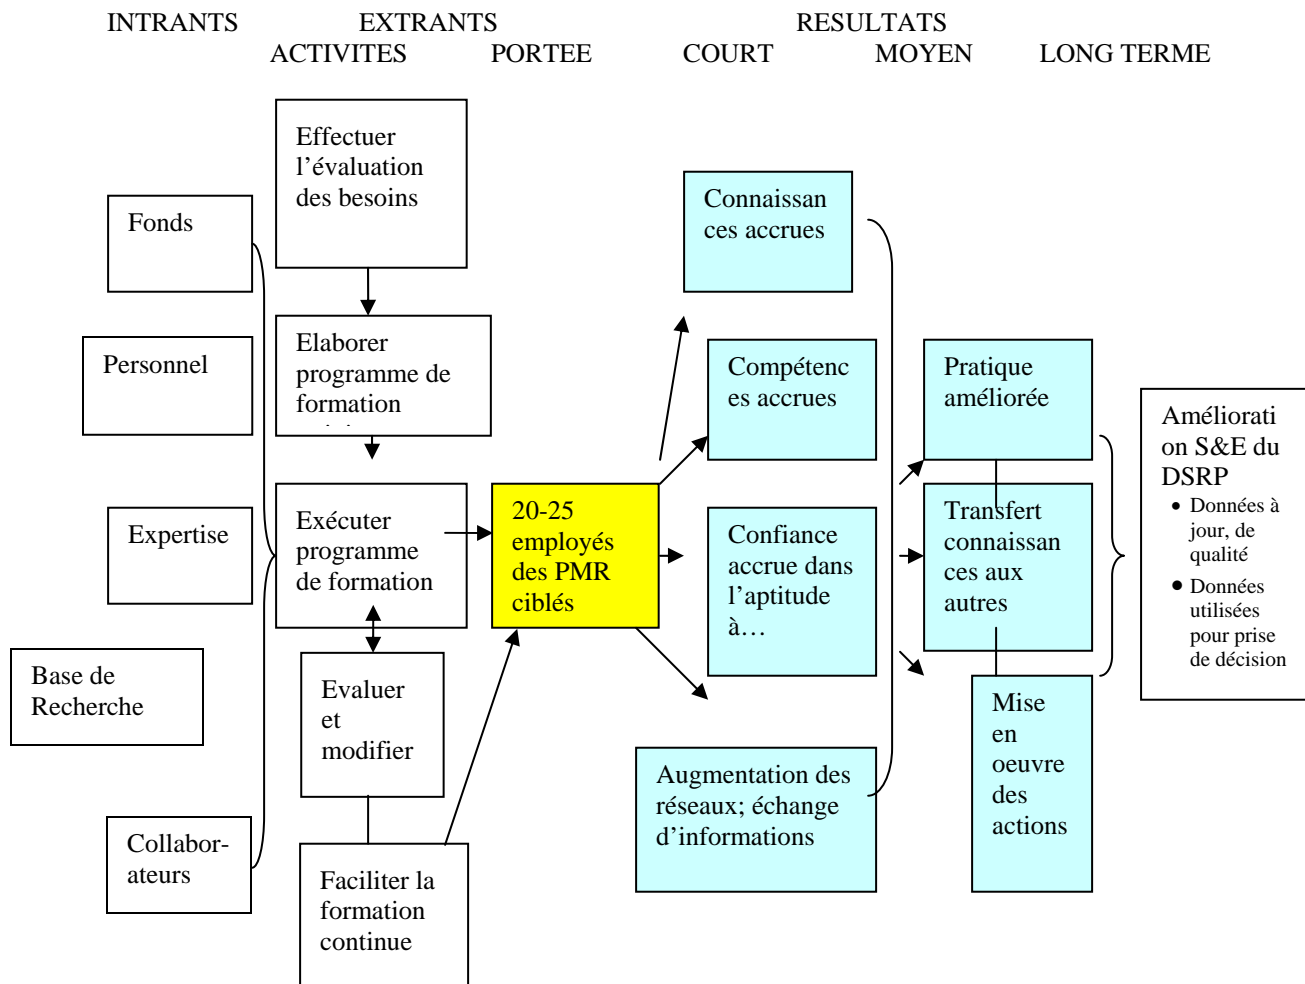 INTRANTS EXTRANTS RESULTATS
ACTIVITES PORTEE COURT MOYEN LONG TERME
Effectuer
l'évaluation
des besoins
Fonds
Personnel
Expertise
Base de
Recherche
Collabor-
ateurs
Elaborer
programme de
formation
Exécuter
programme
de formation
Evaluer
et
modifier
Faciliter la
formation
continue
20-25
employés
des PMR
ciblés
Connaissan
ces accrues
Compétenc
es accrues
Confiance
accrue dans
l'aptitude
à…
Augmentation des
réseaux; échange
d'informations
Pratique
améliorée
Transfert
connaissan
ces aux
autres
Mise
en
oeuvre
des
actions
Améliorati
on S&E du
DSRP
• Données à
jour, de
qualité
• Données
utilisées
pour prise
de décision